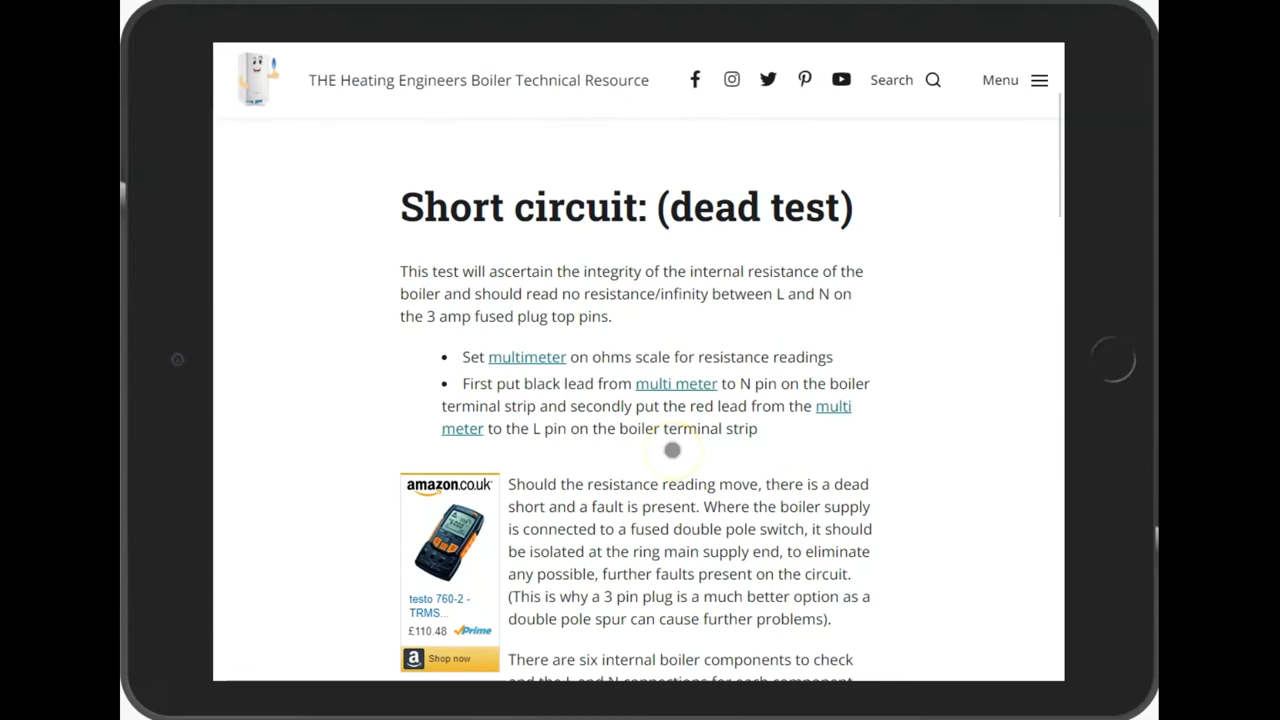 THE Heating Engineers Boiler Technical Resource
Search
Menu
Short circuit: (dead test)
This test will ascertain the integrity of the internal resistance of the
boiler and should read no resistance/infinity between L and N on
the 3 amp fused plug top pins.
• Set multimeter on ohms scale for resistance readings
• First put black lead from multi meter to N pin on the boiler
terminal strip and secondly put the red lead from the multi
meter to the L pin on the boiler terminal strip
amazon.co.uk
testo 760-2 -
TRMS...
£110.48 Prime
a Shop now
Should the resistance reading move, there is a dead
short and a fault is present. Where the boiler supply
is connected to a fused double pole switch, it should
be isolated at the ring main supply end, to eliminate
any possible, further faults present on the circuit.
(This is why a 3 pin plug is a much better option as a
double pole spur can cause further problems).
There are six internal boiler components to check
and the L and N connections for each component